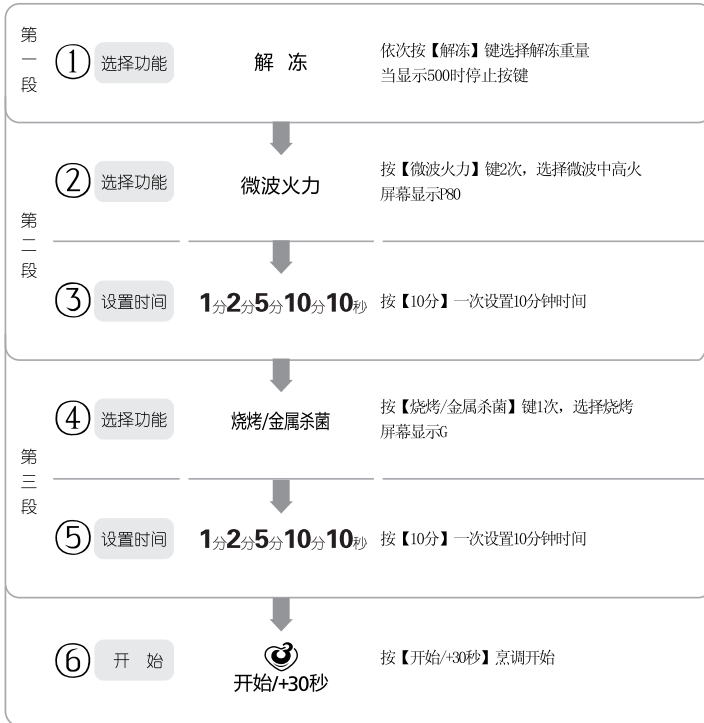 第一段
① 选择功能
解 冻
依次按【解冻】键选择解冻重量
当显示500时停止按键
第二段
② 选择功能
微波火力
按【微波火力】键2次，选择微波中高火
屏幕显示P80
③ 设置时间
1分2分5分10分10秒
按【10分】一次设置10分钟时间
第三段
④ 选择功能
烧烤/金属杀菌
按【烧烤/金属杀菌】键1次，选择烧烤
屏幕显示G
⑤ 设置时间
1分2分5分10分10秒
按【10分】一次设置10分钟时间
⑥ 开 始
开始/+30秒
按【开始/+30秒】烹调开始